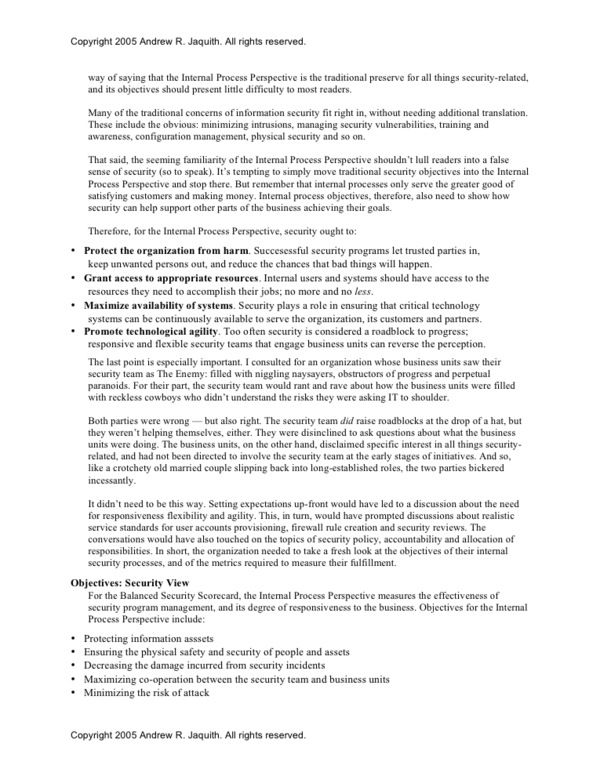 Copyright 2005 Andrew R. Jaquith. All rights reserved.
way of saying that the Internal Process Perspective is the traditional preserve for all things security-related,
and its objectives should present little difficulty to most readers.
Many of the traditional concerns of information security fit right in, without needing additional translation.
These include the obvious: minimizing intrusions, managing security vulnerabilities, training and
awareness, configuration management, physical security and so on.
That said, the seeming familiarity of the Internal Process Perspective shouldn't lull readers into a false
sense of security (so to speak). It's tempting to simply move traditional security objectives into the Internal
Process Perspective and stop there. But remember that internal processes only serve the greater good of
satisfying customers and making money. Internal process objectives, therefore, also need to show how
security can help support other parts of the business achieving their goals.
Therefore, for the Internal Process Perspective, security ought to:
• Protect the organization from harm. Succesessful security programs let trusted parties in,
keep unwanted persons out, and reduce the chances that bad things will happen.
• Grant access to appropriate resources. Internal users and systems should have access to the
resources they need to accomplish their jobs; no more and no less.
• Maximize availability of systems. Security plays a role in ensuring that critical technology
systems can be continuously available to serve the organization, its customers and partners.
• Promote technological agility. Too often security is considered a roadblock to progress;
responsive and flexible security teams that engage business units can reverse the perception.
The last point is especially important. I consulted for an organization whose business units saw their
security team as The Enemy: filled with niggling naysayers, obstructors of progress and perpetual
paranoids. For their part, the security team would rant and rave about how the business units were filled
with reckless cowboys who didn't understand the risks they were asking IT to shoulder.
Both parties were wrong — but also right. The security team did raise roadblocks at the drop of a hat, but
they weren't helping themselves, either. They were disinclined to ask questions about what the business
units were doing. The business units, on the other hand, disclaimed specific interest in all things security-
related, and had not been directed to involve the security team at the early stages of initiatives. And so,
like a crotchety old married couple slipping back into long-established roles, the two parties bickered
incessantly.
It didn't need to be this way. Setting expectations up-front would have led to a discussion about the need
for responsiveness flexibility and agility. This, in turn, would have prompted discussions about realistic
service standards for user accounts provisioning, firewall rule creation and security reviews. The
conversations would have also touched on the topics of security policy, accountability and allocation of
responsibilities. In short, the organization needed to take a fresh look at the objectives of their internal
security processes, and of the metrics required to measure their fulfillment.
Objectives: Security View
For the Balanced Security Scorecard, the Internal Process Perspective measures the effectiveness of
security program management, and its degree of responsiveness to the business. Objectives for the Internal
Process Perspective include:
• Protecting information asssets
• Ensuring the physical safety and security of people and assets
• Decreasing the damage incurred from security incidents
• Maximizing co-operation between the security team and business units
• Minimizing the risk of attack
Copyright 2005 Andrew R. Jaquith. All rights reserved.